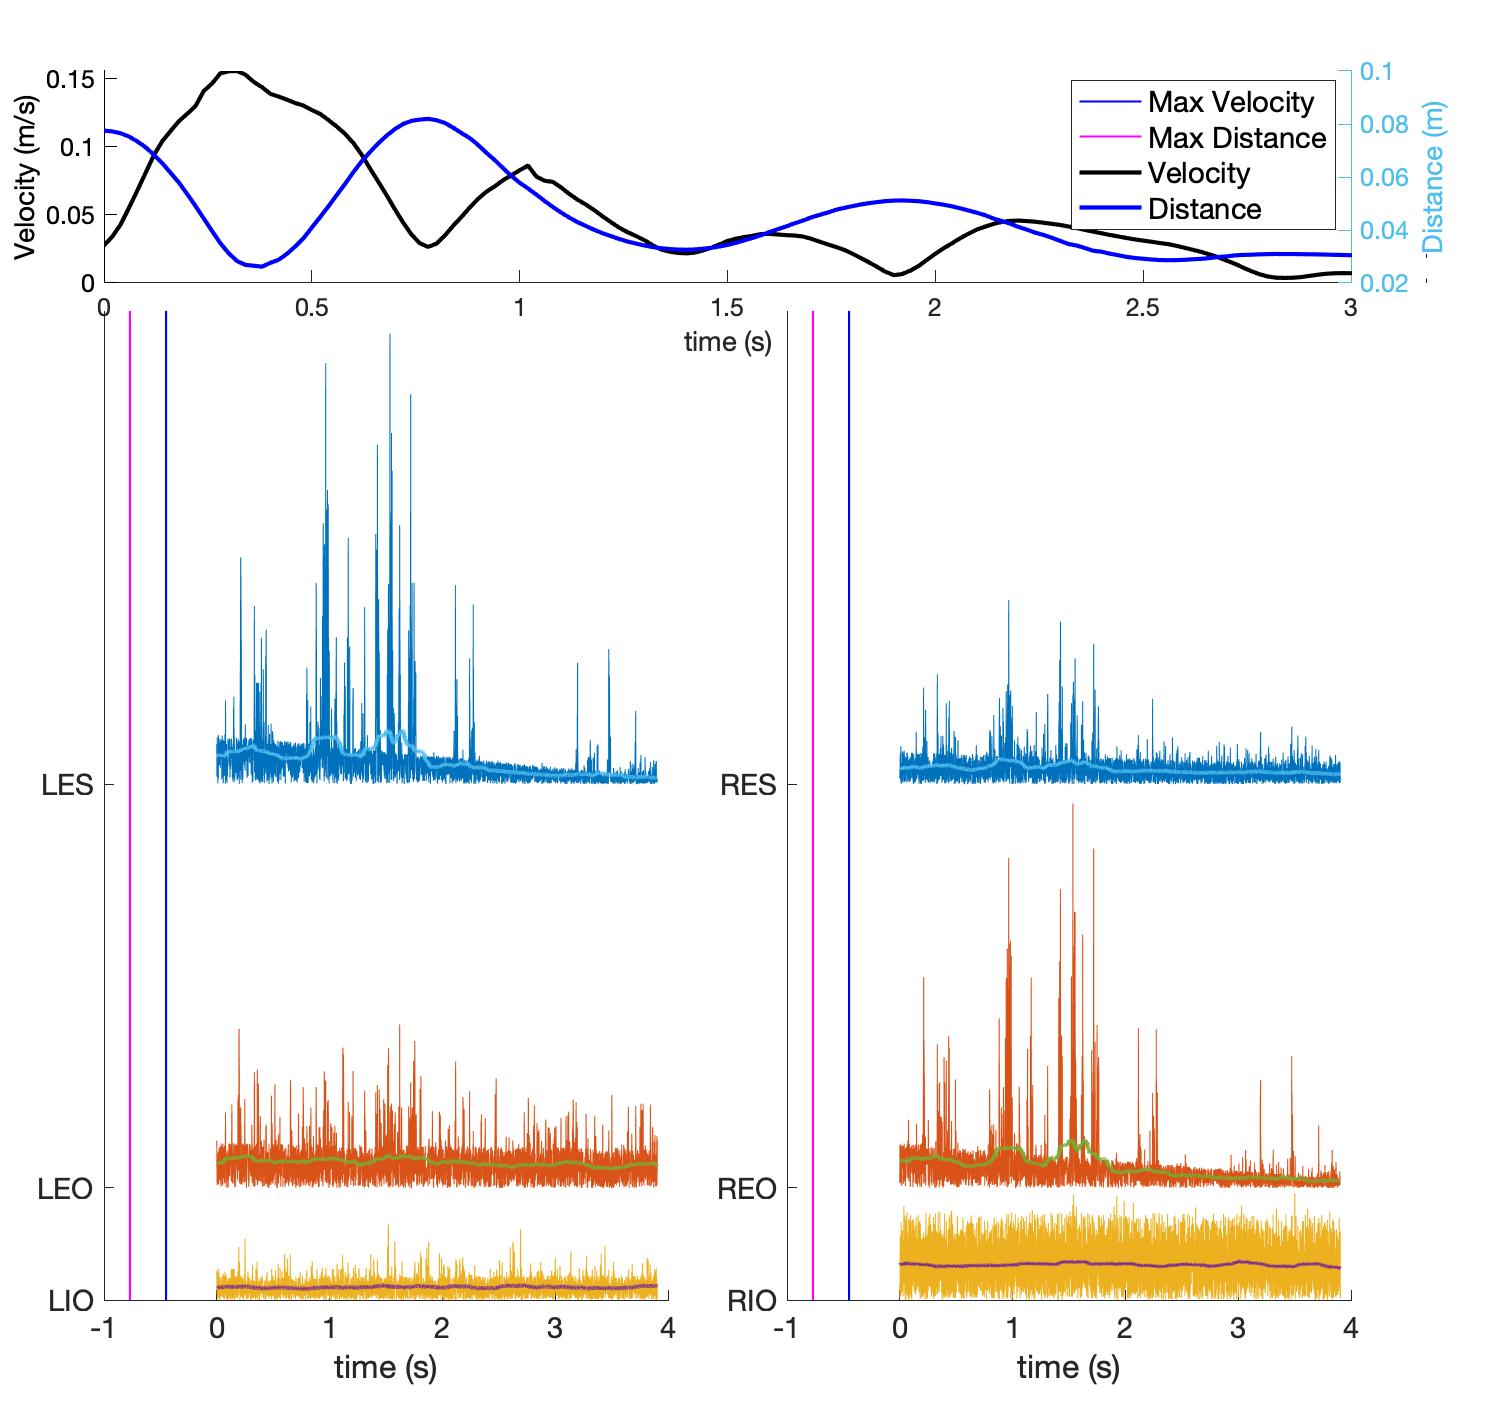 Velocity (m/s)
0.15
0.1
0.05
0
Max Velocity
Max Distance
Velocity
Distance
0.1
0.08
0.06
0.04
0.02
Distance (m)
0 0.5 1 1.5 2 2.5 3
time (s)
LES
LEO
LIO
-1 0 1 2 3 4
time (s)
RES
REO
RIO
-1 0 1 2 3 4
time (s)